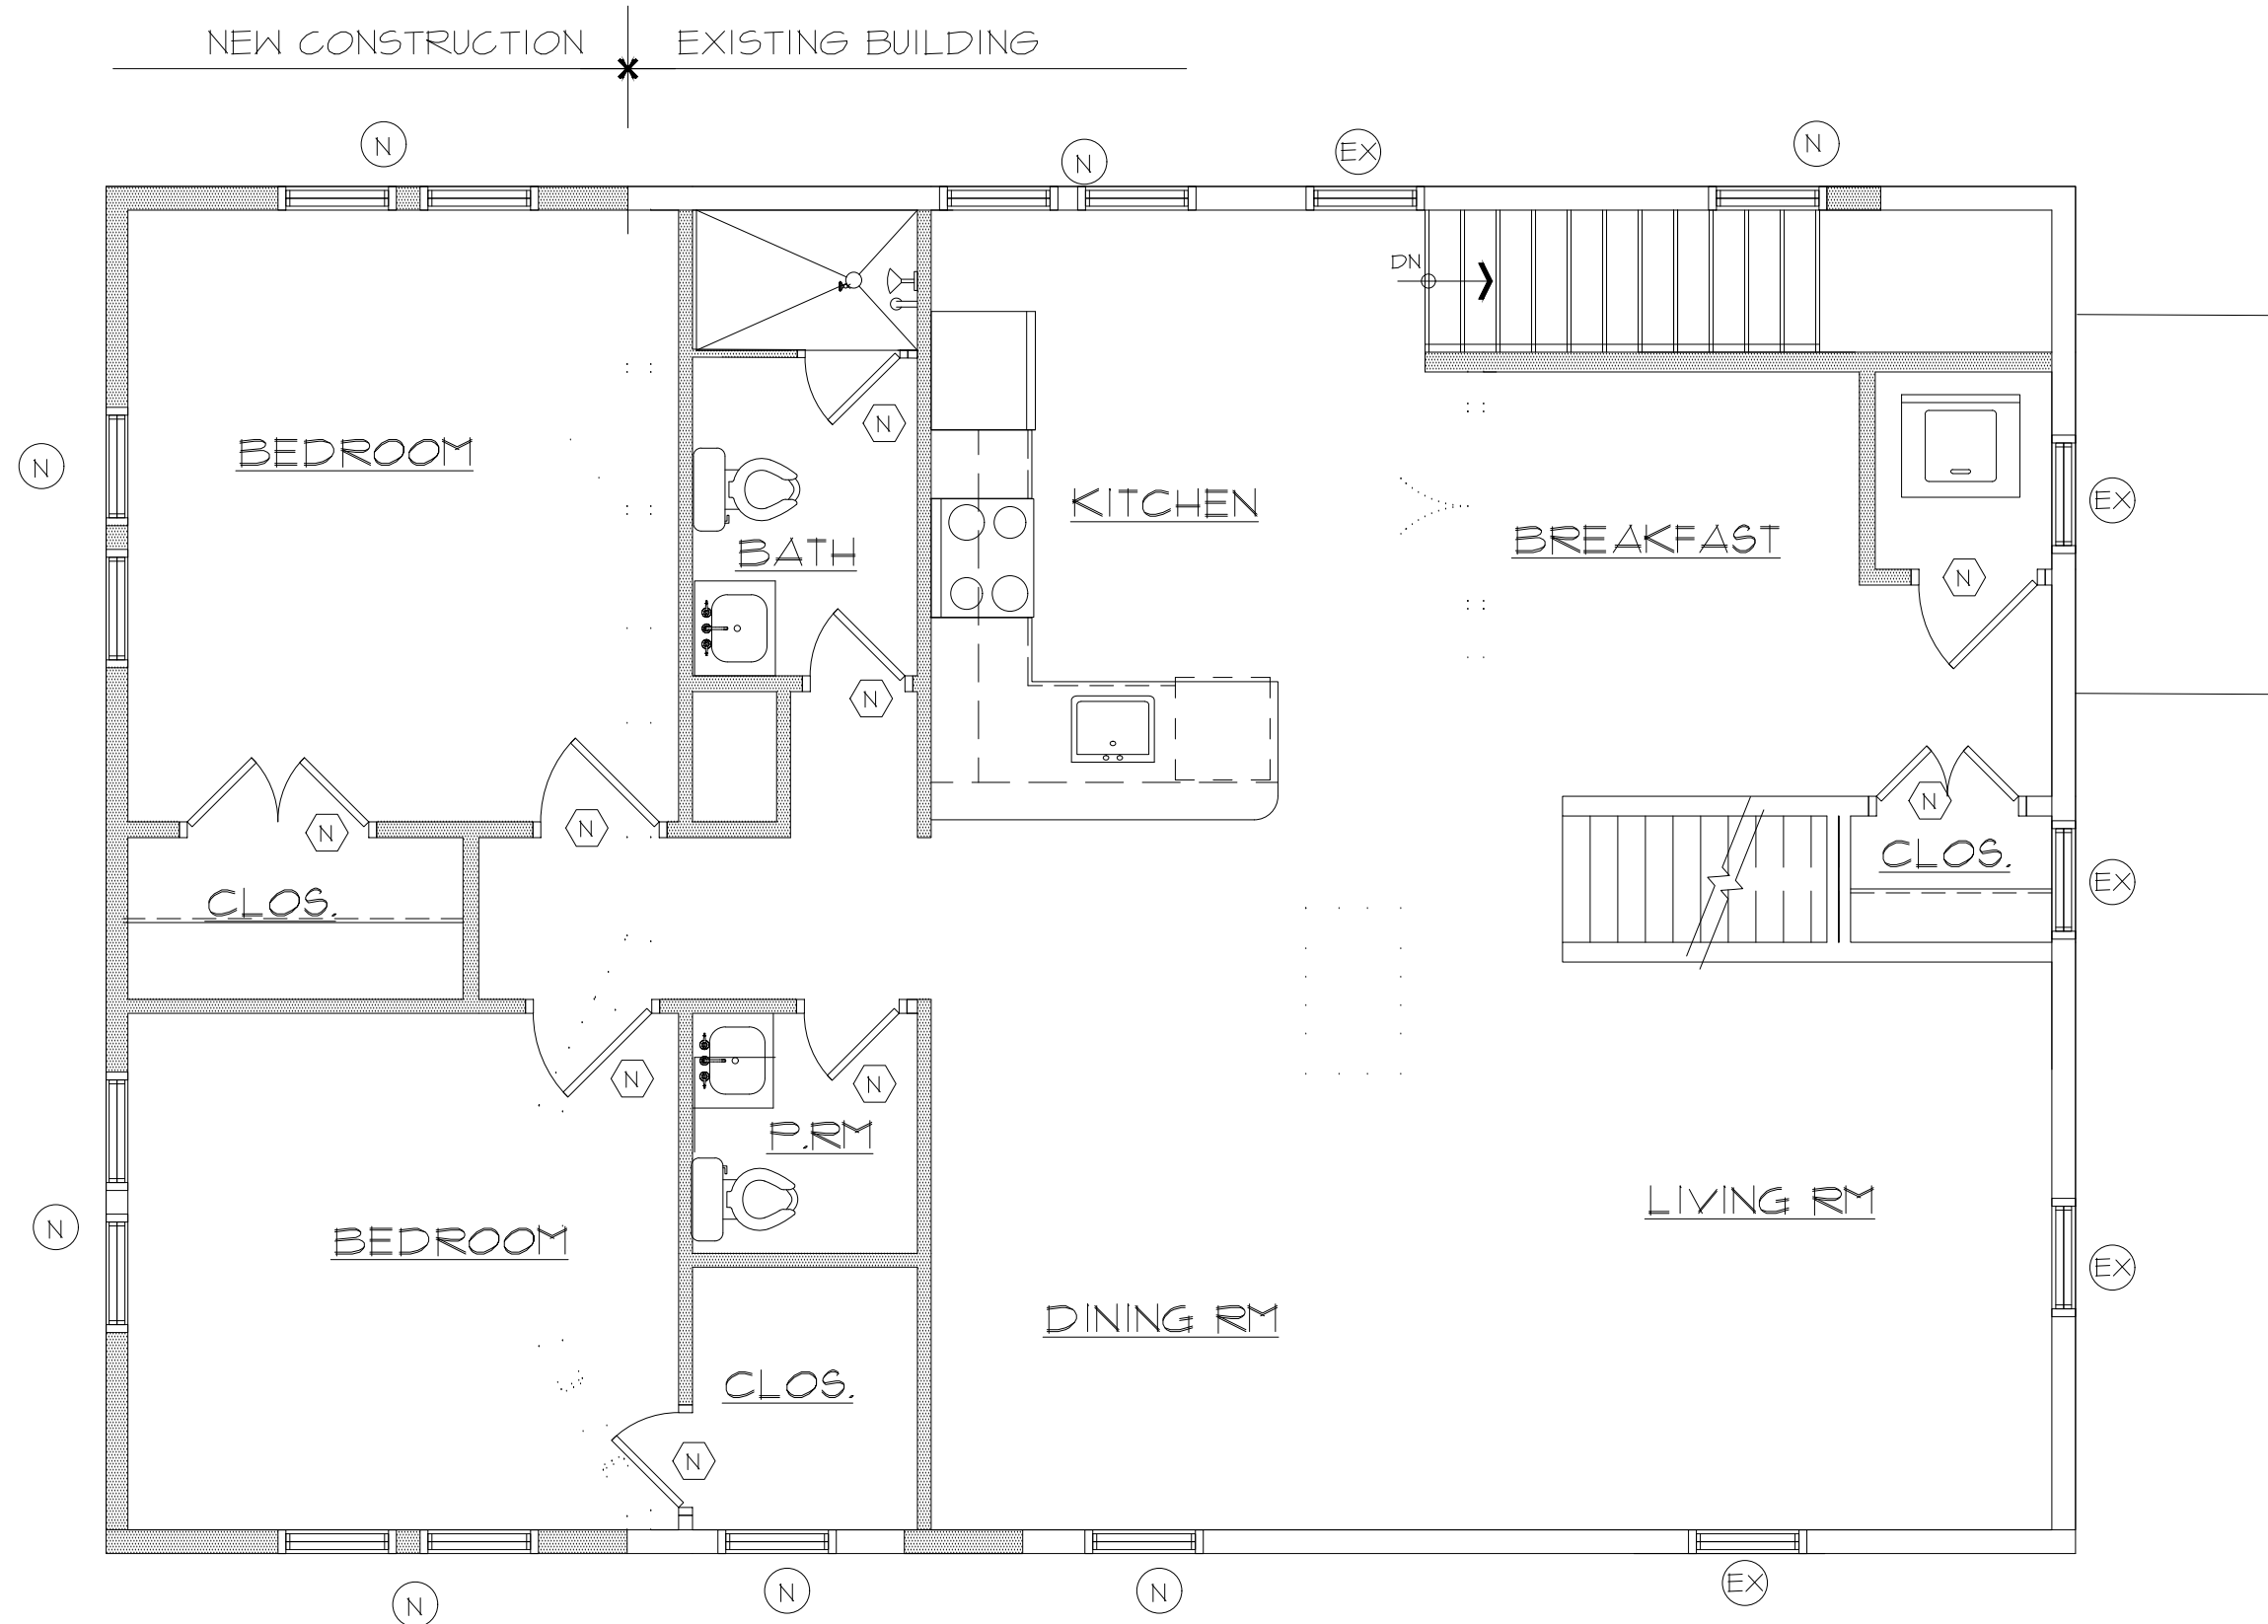 NEW CONSTRUCTION
EXISTING BUILDING
N
N
EX
N
DN
N
BEDROOM
N
KITCHEN
EX
BREAKFAST
BATH
N
N
N
N
N
CLOS.
CLOS.
EX
N
N
P.RM
LIVING RM
N
BEDROOM
EX
DINING RM
CLOS.
N
N
N
N
EX